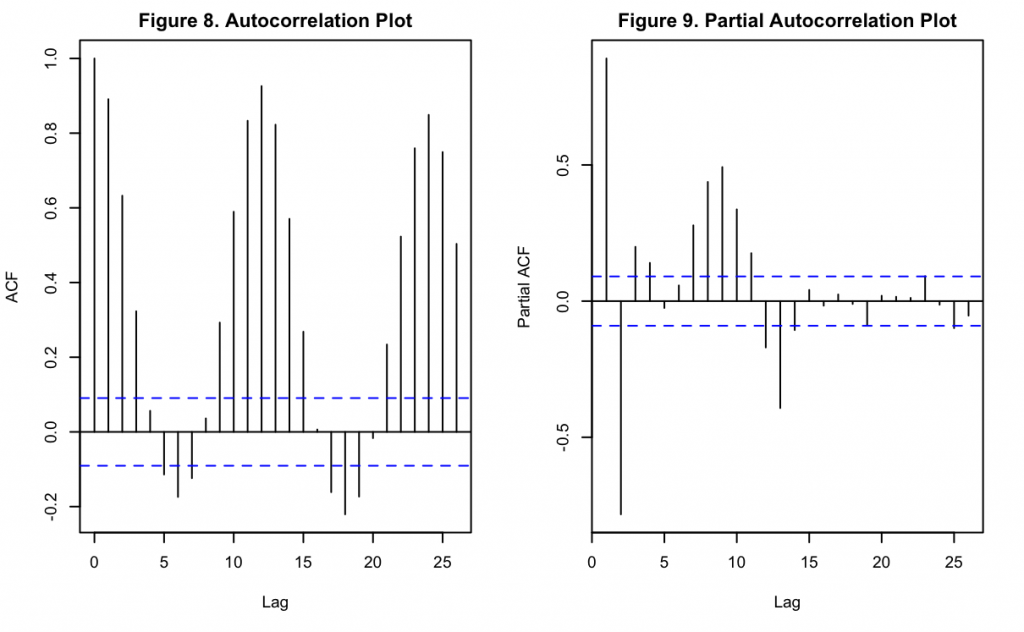 Figure 8. Autocorrelation Plot
ACF
1.0
0.8
0.6
0.4
0.2
0.0
-0.2
0 5 10 15 20 25
Lag
Figure 9. Partial Autocorrelation Plot
Partial ACF
0.5
0.0
-0.5
0 5 10 15 20 25
Lag